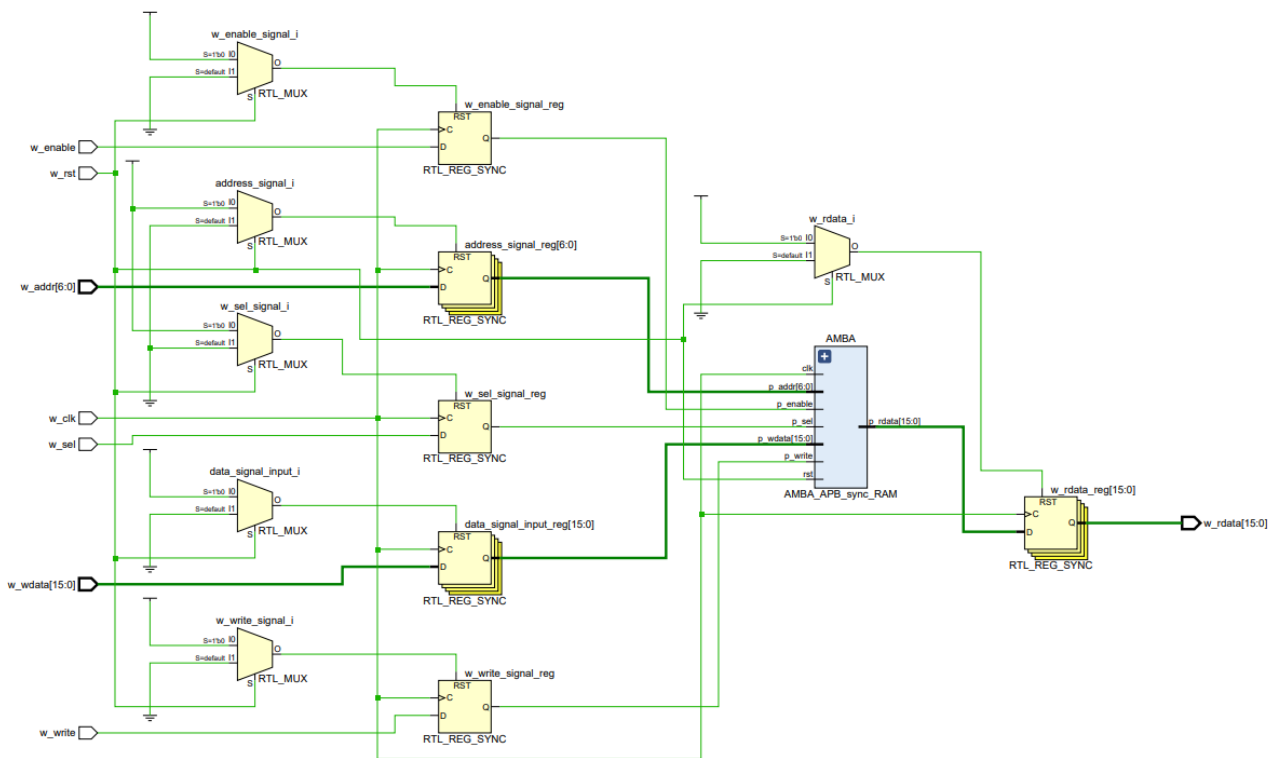 w_enable_signal_i
S=1'b0 I0
S=default I1
O
S
RTL_MUX
w_enable_signal_reg
RST
C
D
Q
RTL_REG_SYNC
w_enable
w_rst
address_signal_i
S=1'b0 I0
S=default I1
O
S
RTL_MUX
address_signal_reg[6:0]
RST
C
D
Q
RTL_REG_SYNC
w_addr[6:0]
w_sel_signal_i
S=1'b0 I0
S=default I1
O
S
RTL_MUX
w_sel_signal_reg
RST
C
D
Q
RTL_REG_SYNC
w_clk
w_sel
data_signal_input_i
S=1'b0 I0
S=default I1
O
S
RTL_MUX
data_signal_input_reg[15:0]
RST
C
D
Q
RTL_REG_SYNC
w_wdata[15:0]
w_write_signal_i
S=1'b0 I0
S=default I1
O
S
RTL_MUX
w_write_signal_reg
RST
C
D
Q
RTL_REG_SYNC
w_write
w_rdata_i
S=1'b0 I0
S=default I1
O
S
RTL_MUX
AMBA
+
clk
p_addr[6:0]
p_enable
p_sel
p_wdata[15:0]
p_write
rst
p_rdata[15:0]
AMBA_APB_sync_RAM
w_rdata_reg[15:0]
RST
C
D
Q
RTL_REG_SYNC
w_rdata[15:0]